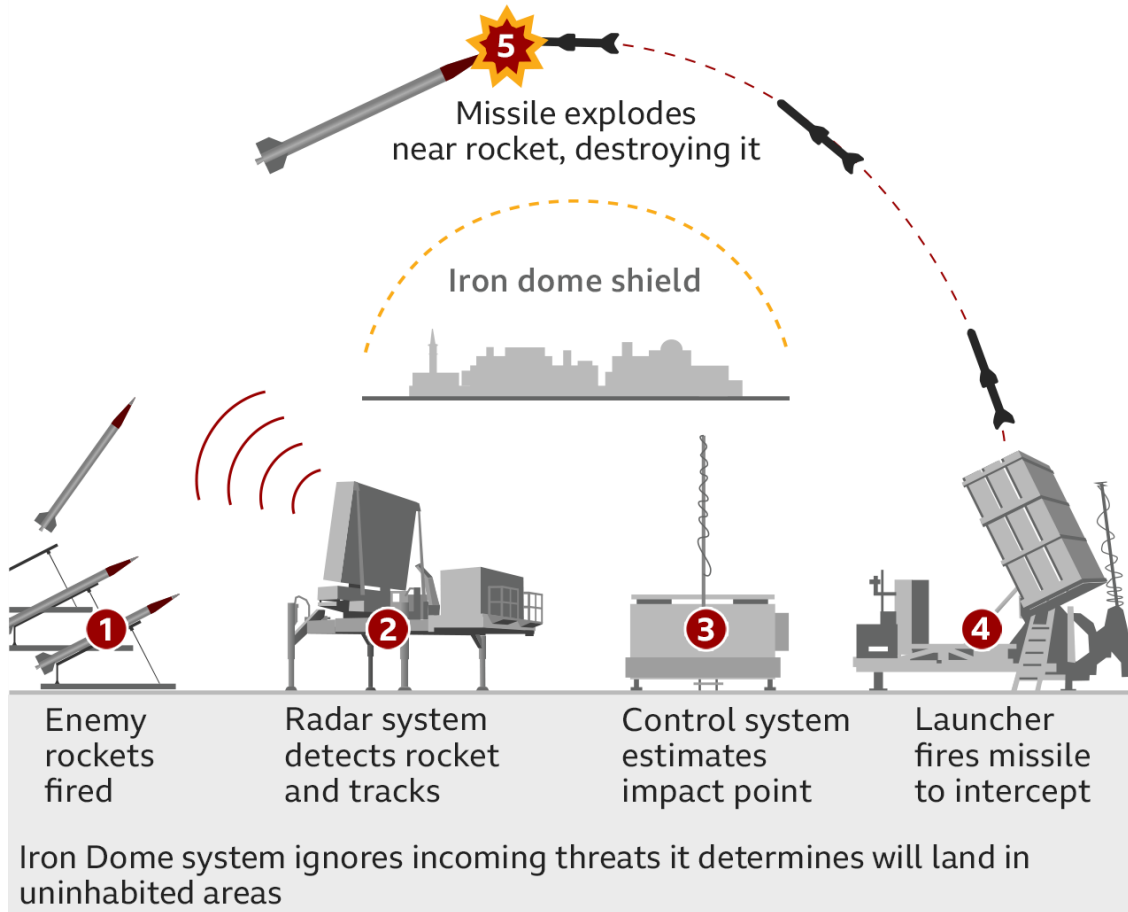 5
Missile explodes
near rocket, destroying it
Iron dome shield
1
Enemy
rockets
fired
2
Radar system
detects rocket
and tracks
3
Control system
estimates
impact point
4
Launcher
fires missile
to intercept
Iron Dome system ignores incoming threats it determines will land in
uninhabited areas